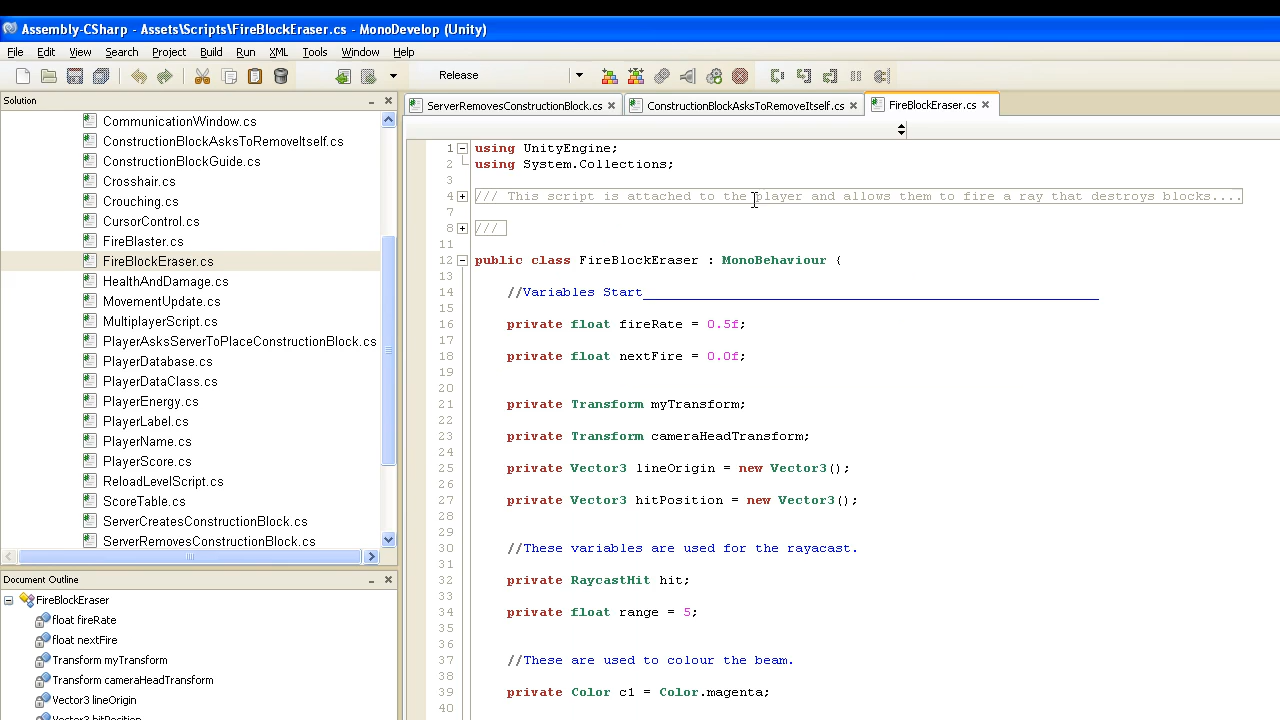 Assembly-CSharp - Assets\Scripts\FireBlockEraser.cs - MonoDevelop (Unity)
File Edit View Search Project Build Run XML Tools Window Help
Release
Solution
CommunicationWindow.cs
ConstructionBlockAsksToRemoveItself.cs
ConstructionBlockGuide.cs
Crosshair.cs
Crouching.cs
CursorControl.cs
FireBlaster.cs
FireBlockEraser.cs
HealthAndDamage.cs
MovementUpdate.cs
MultiplayerScript.cs
PlayerAsksServerToPlaceConstructionBlock.cs
PlayerDatabase.cs
PlayerDataClass.cs
PlayerEnergy.cs
PlayerLabel.cs
PlayerName.cs
PlayerScore.cs
ReloadLevelScript.cs
ScoreTable.cs
ServerCreatesConstructionBlock.cs
ServerRemovesConstructionBlock.cs
Document Outline
FireBlockEraser
float fireRate
float nextFire
Transform myTransform
Transform cameraHeadTransform
Vector3 lineOrigin
Vector3 hitPosition
ServerRemovesConstructionBlock.cs ConstructionBlockAsksToRemoveItself.cs FireBlockEraser.cs
1 using UnityEngine;
2 using System.Collections;
3
4 /// This script is attached to the player and allows them to fire a ray that destroys blocks....
7
8 ///
11
12 public class FireBlockEraser : MonoBehaviour {
13
14 //Variables Start_________________________________________________________
15
16 private float fireRate = 0.5f;
17
18 private float nextFire = 0.0f;
19
20
21 private Transform myTransform;
22
23 private Transform cameraHeadTransform;
24
25 private Vector3 lineOrigin = new Vector3();
26
27 private Vector3 hitPosition = new Vector3();
28
29
30 //These variables are used for the rayacast.
31
32 private RaycastHit hit;
33
34 private float range = 5;
35
36
37 //These are used to colour the beam.
38
39 private Color c1 = Color.magenta;
40